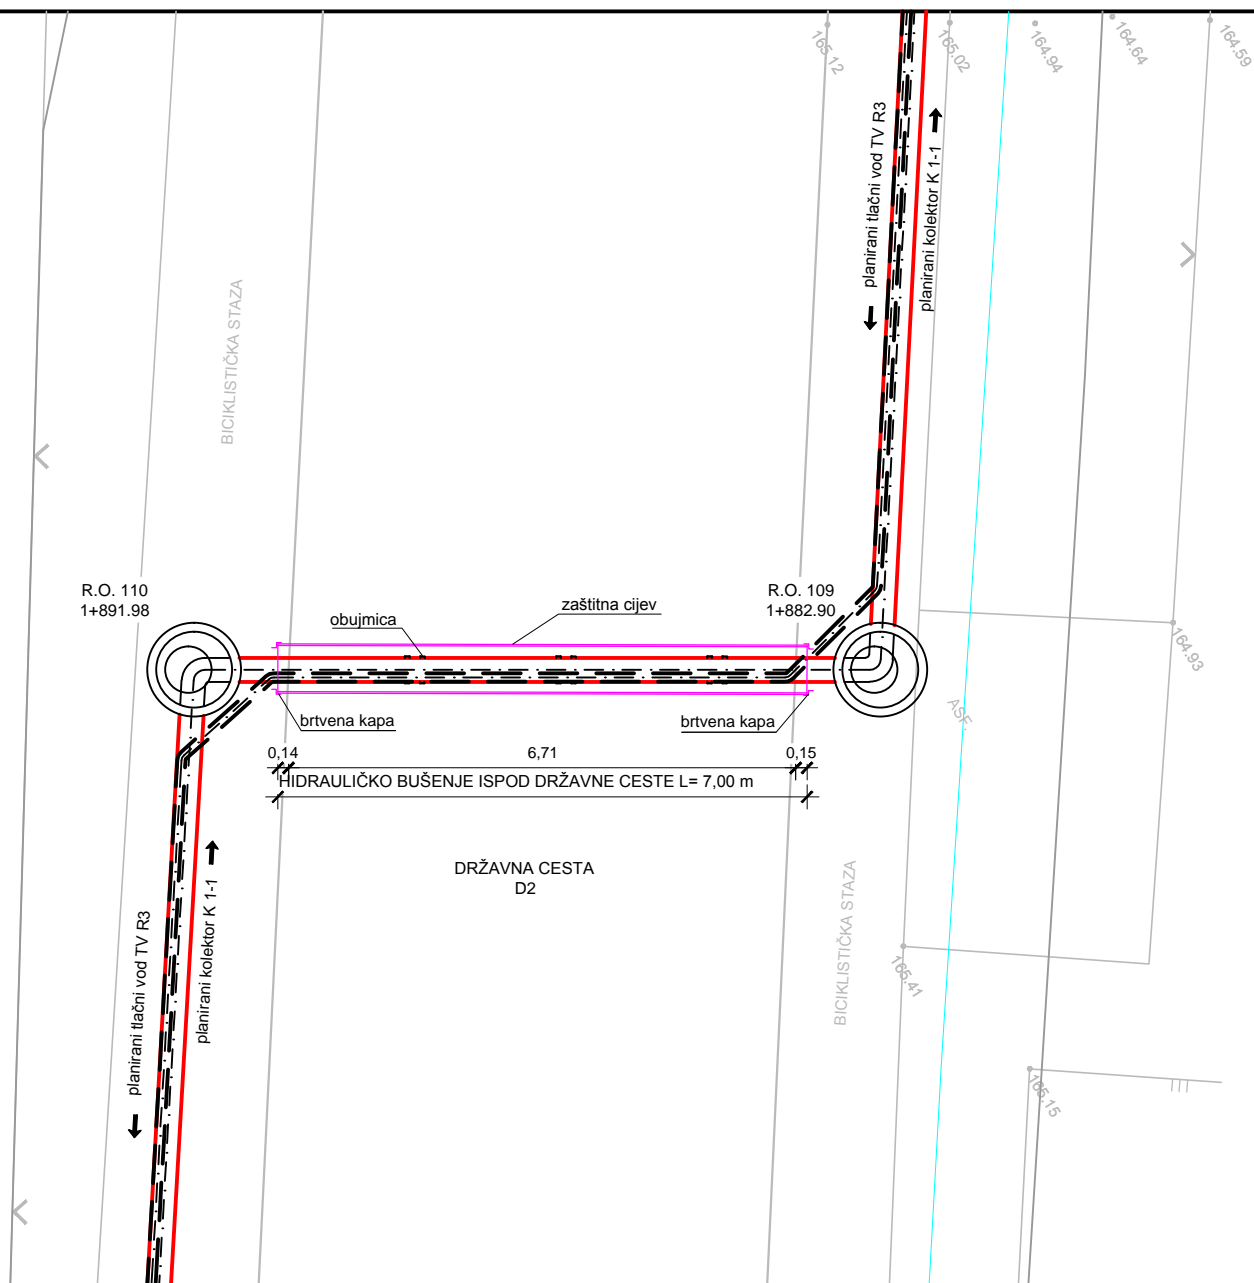 165.12
165.02
164.94
164.64
164.59
planirani tlačni vod TV R3
planirani kolektor K 1-1
BICIKLISTIČKA STAZA
R.O. 110
1+891.98
obujmica
zaštitna cijev
R.O. 109
1+882.90
164.93
ASF.
brtvena kapa
brtvena kapa
0,14
6,71
0,15
HIDRAULIČKO BUŠENJE ISPOD DRŽAVNE CESTE L= 7,00 m
DRŽAVNA CESTA
D2
planirani tlačni vod TV R3
planirani kolektor K 1-1
BICIKLISTIČKA STAZA
165.41
165.15